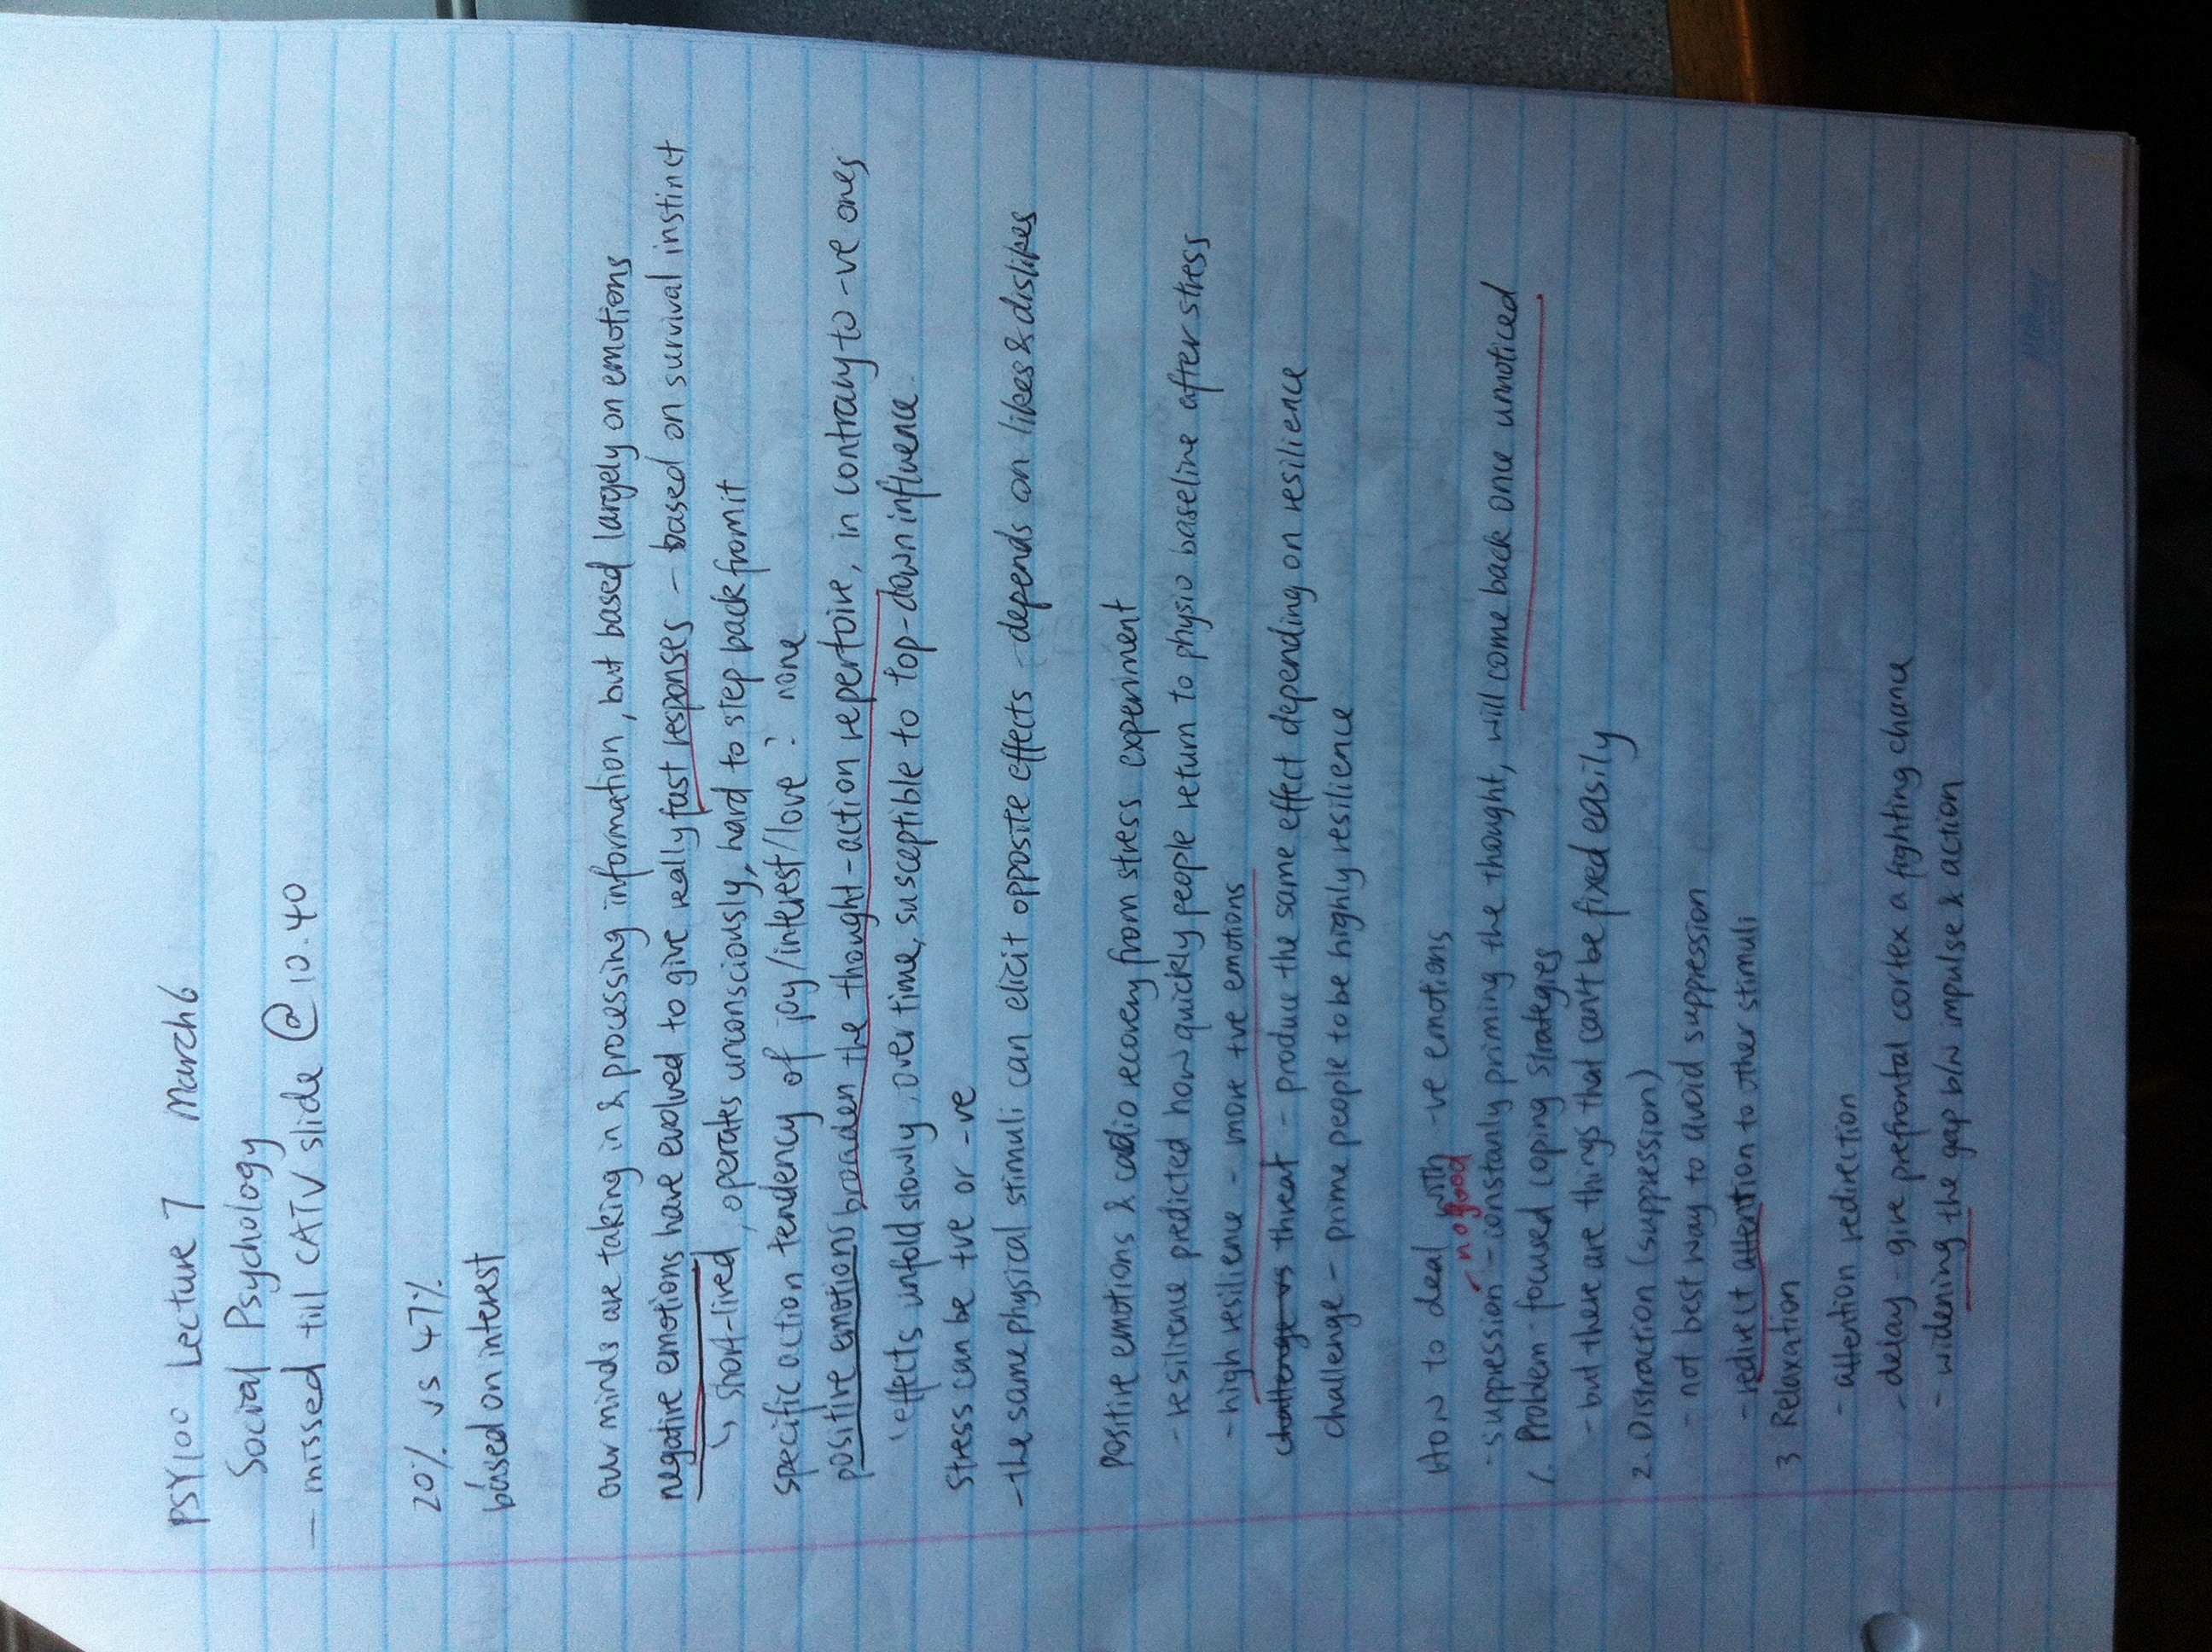 PSY100 Lecture 7 March 6
Social Psychology
- missed till CATV slide @ 10.40
20% vs 47%
based on interest
our minds are taking in & processing information, but based largely on emotions
negative emotions have evolved to give really fast responses - based on survival instinct
↳ short-lived, operates unconsciously, hard to step back from it
specific action tendency of joy/interest/love? none
positive emotions broaden the thought-action repertoire, in contrary to -ve ones
effects unfold slowly, over time, susceptible to top-down influence.
stress can be +ve or -ve
- the same physical stimuli can elicit opposite effects - depends on likes & dislikes
Positive emotions & cardio recovery from stress experiment
- resilience predicted how quickly people return to physio baseline after stress
- high resilience - more +ve emotions
challenge vs threat - produce the same effect depending on resilience
challenge - prime people to be highly resilience
How to deal with -ve emotions
no good
- suppression - constantly priming the thought, will come back once unnoticed
1. Problem-focused coping strategies
- but there are things that can't be fixed easily
2. Distraction (suppression)
- not best way to avoid suppression
- redirect attention to other stimuli
3 Relaxation
- attention redirection
- delay - give prefrontal cortex a fighting chance
- widening the gap b/w impulse & action